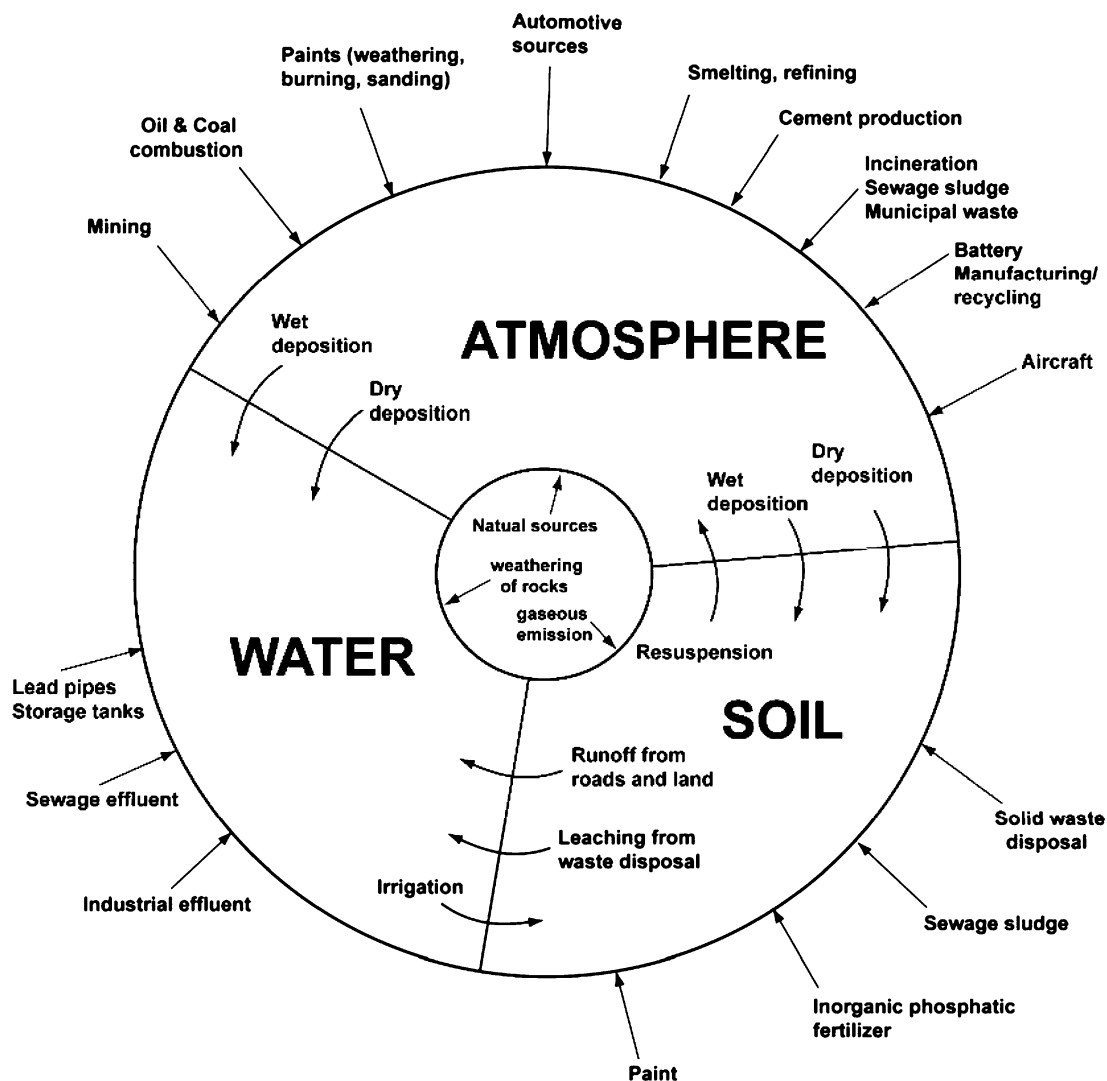 Automotive
sources
Paints (weathering,
burning, sanding)
Smelting, refining
Oil & Coal
combustion
Cement production
Incineration
Sewage sludge
Municipal waste
Mining
Battery
Manufacturing/
recycling
Wet
deposition
ATMOSPHERE
Aircraft
Dry
deposition
Dry
deposition
Wet
deposition
Natual sources
weathering
of rocks
gaseous
emission
Resuspension
WATER
Lead pipes
Storage tanks
SOIL
Runoff from
roads and land
Sewage effluent
Solid waste
disposal
Leaching from
waste disposal
Irrigation
Industrial effluent
Sewage sludge
Inorganic phosphatic
fertilizer
Paint